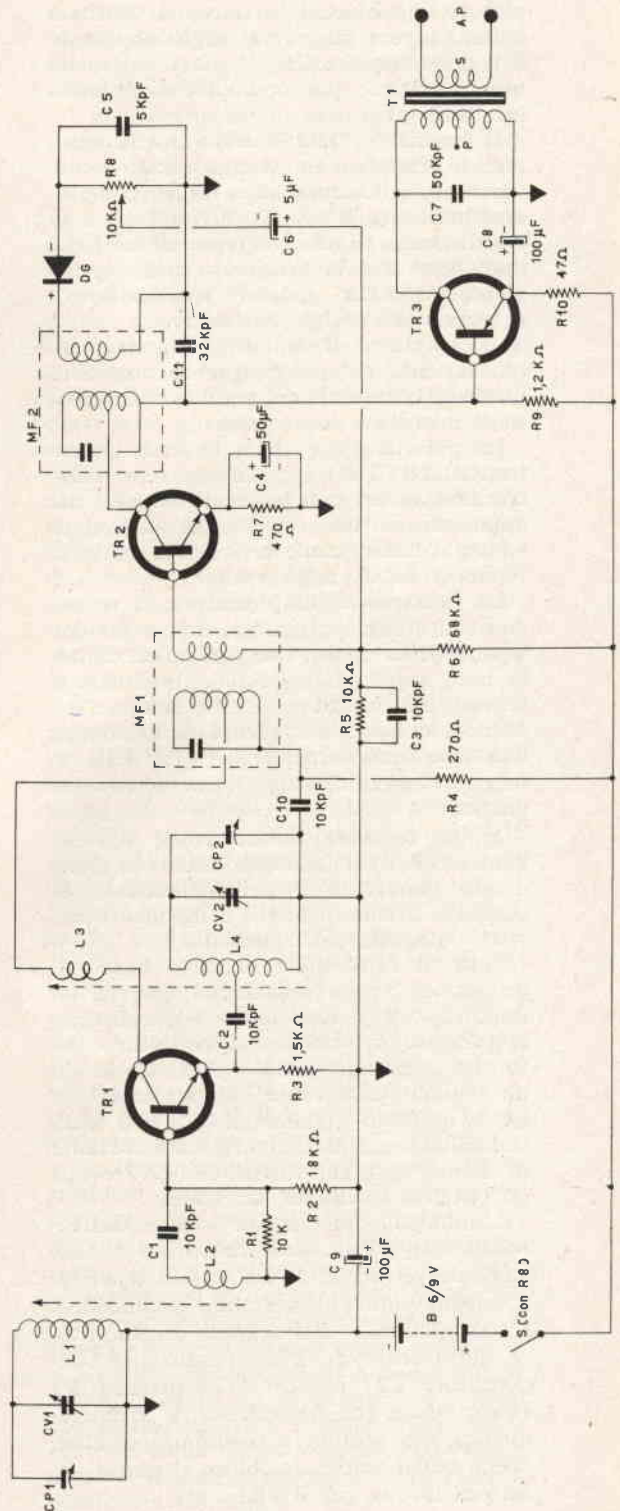 CP1
CV1
L1
L2
C1
10KpF
R1
10K
R2 18KΩ
C9
100µF
+
-
B 6/9 V
+
S (con R8)
TR1
R3 1,5KΩ
C2
10KpF
L3
L4
CV2
CP2
C10
10KpF
R4 270Ω
MF1
R5 10KΩ
C3 10KpF
R6 68KΩ
TR2
R7
470
Ω
C4
+
50µF
-
MF2
C11
32KpF
+
DG
-
R8
10KΩ
C5
5KpF
-
+
C6 5µF
R9 1,2KΩ
TR3
R10 47Ω
+
-
C8
100µF
C7 50KpF
P
T1
S
AP